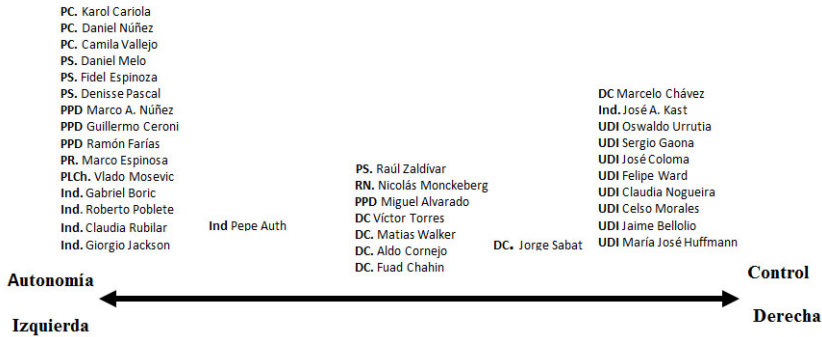 PC. Karol Cariola
PC. Daniel Núñez
PC. Camila Vallejo
PS. Daniel Melo
PS. Fidel Espinoza
PS. Denisse Pascal
PPD Marco A. Núñez
PPD Guillermo Ceroni
PPD Ramón Farías
PR. Marco Espinosa
PLCh. Vlado Mosevic
Ind. Gabriel Boric
Ind. Roberto Poblete
Ind. Claudia Rubilar
Ind. Giorgio Jackson
Ind Pepe Auth
PS. Raúl Zaldívar
RN. Nicolás Monckeberg
PPD Miguel Alvarado
DC Víctor Torres
DC. Matias Walker
DC. Aldo Cornejo
DC. Fuad Chahin
DC. Jorge Sabat
DC Marcelo Chávez
Ind. José A. Kast
UDI Oswaldo Urrutia
UDI Sergio Gaona
UDI José Coloma
UDI Felipe Ward
UDI Claudia Nogueira
UDI Celso Morales
UDI Jaime Bellolio
UDI María José Huffmann
Autonomía
Control
Izquierda
Derecha